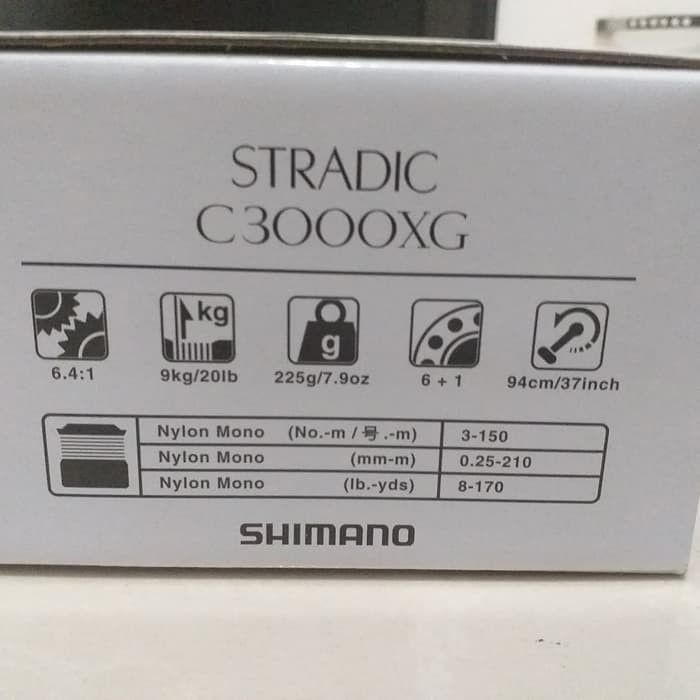 STRADIC
C3000XG
kg
g
6.4:1
9kg/20lb
225g/7.9oz
6 + 1
94cm/37inch
Nylon Mono (No.-m / 号.-m) 3-150
Nylon Mono (mm-m) 0.25-210
Nylon Mono (lb.-yds) 8-170
SHIMANO